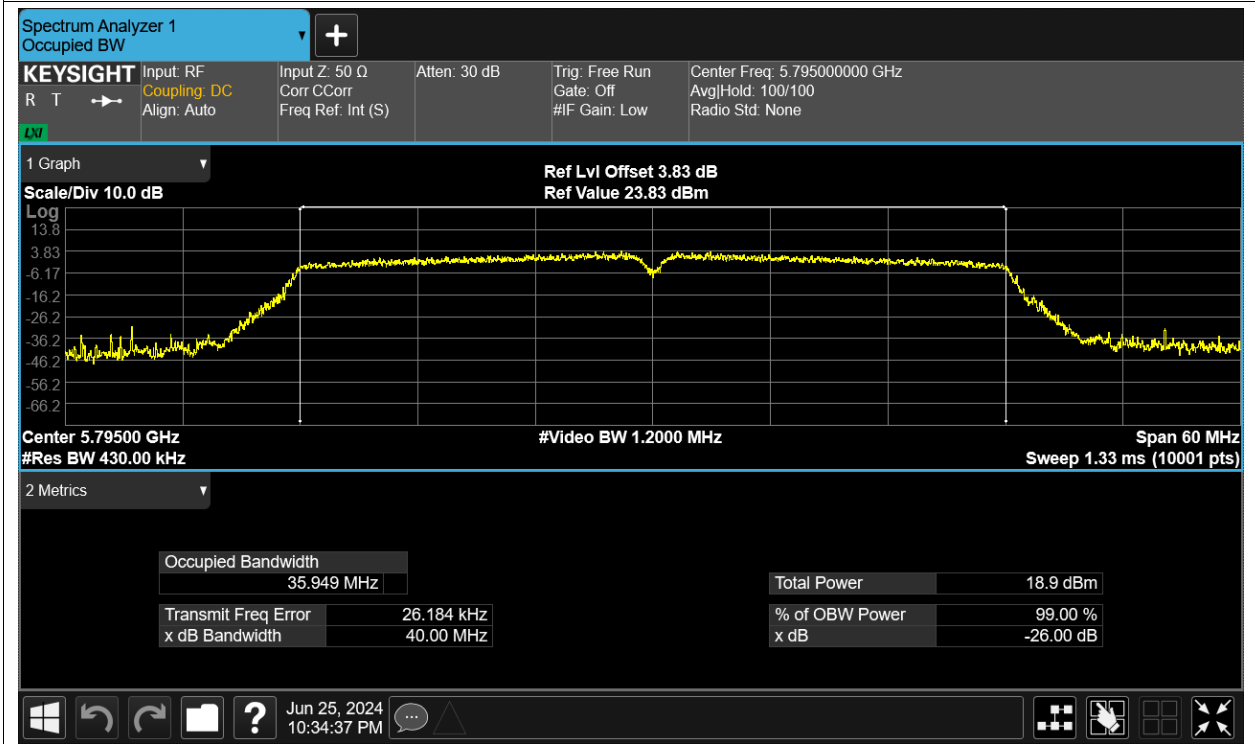 Spectrum Analyzer 1
Occupied BW
▼
+
KEYSIGHT
R T
LXI
Input: RF
Coupling: DC
Align: Auto
Input Z: 50 Ω
Corr CCorr
Freq Ref: Int (S)
Atten: 30 dB
Trig: Free Run
Gate: Off
#IF Gain: Low
Center Freq: 5.795000000 GHz
Avg|Hold: 100/100
Radio Std: None
1 Graph ▼
Ref Lvl Offset 3.83 dB
Scale/Div 10.0 dB Ref Value 23.83 dBm
Log
13.8
3.83
-6.17
-16.2
-26.2
-36.2
-46.2
-56.2
-66.2
Center 5.79500 GHz #Video BW 1.2000 MHz Span 60 MHz
#Res BW 430.00 kHz Sweep 1.33 ms (10001 pts)
2 Metrics ▼
Occupied Bandwidth
35.949 MHz
Transmit Freq Error 26.184 kHz
x dB Bandwidth 40.00 MHz
Total Power 18.9 dBm
% of OBW Power 99.00 %
x dB -26.00 dB
?
Jun 25, 2024
10:34:37 PM